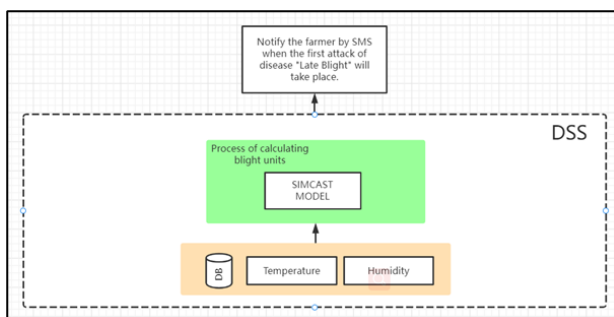 Notify the farmer by SMS
when the first attack of
disease "Late Blight" will
take place.
DSS
Process of calculating
blight units
SIMCAST
MODEL
DB
Temperature
Humidity